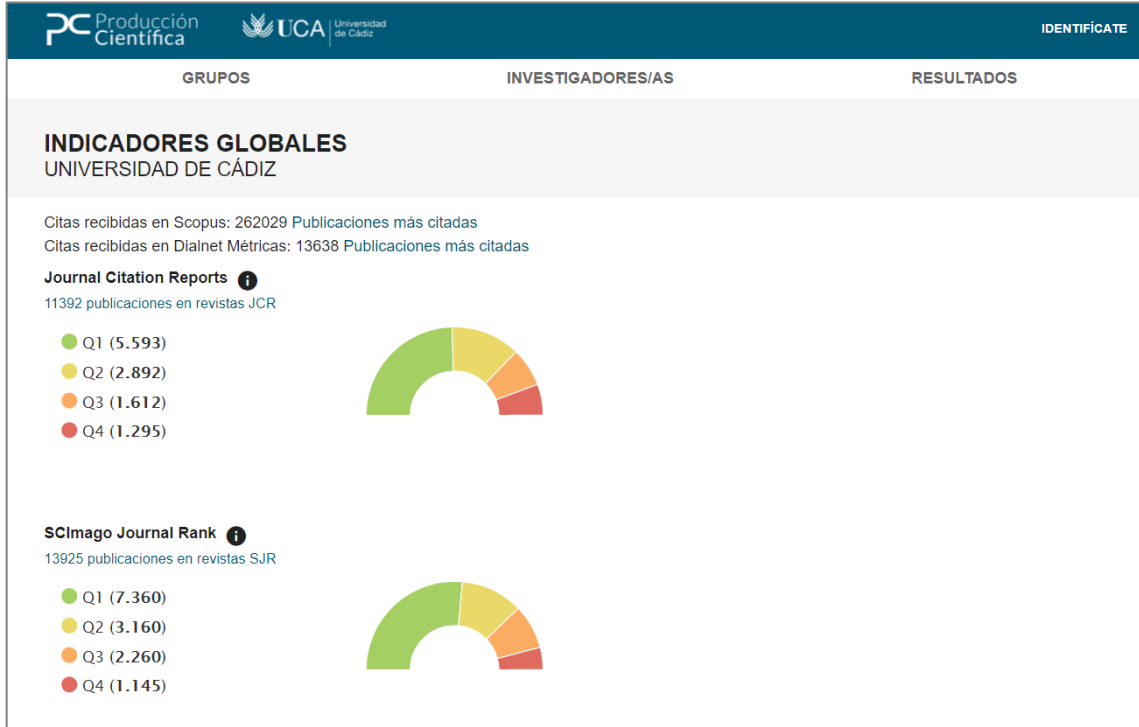 Producción
Científica
UCA Universidad
de Cádiz
IDENTIFÍCATE
GRUPOS INVESTIGADORES/AS RESULTADOS
INDICADORES GLOBALES
UNIVERSIDAD DE CÁDIZ
Citas recibidas en Scopus: 262029 Publicaciones más citadas
Citas recibidas en Dialnet Métricas: 13638 Publicaciones más citadas
Journal Citation Reports i
11392 publicaciones en revistas JCR
Q1 (5.593)
Q2 (2.892)
Q3 (1.612)
Q4 (1.295)
SCImago Journal Rank i
13925 publicaciones en revistas SJR
Q1 (7.360)
Q2 (3.160)
Q3 (2.260)
Q4 (1.145)